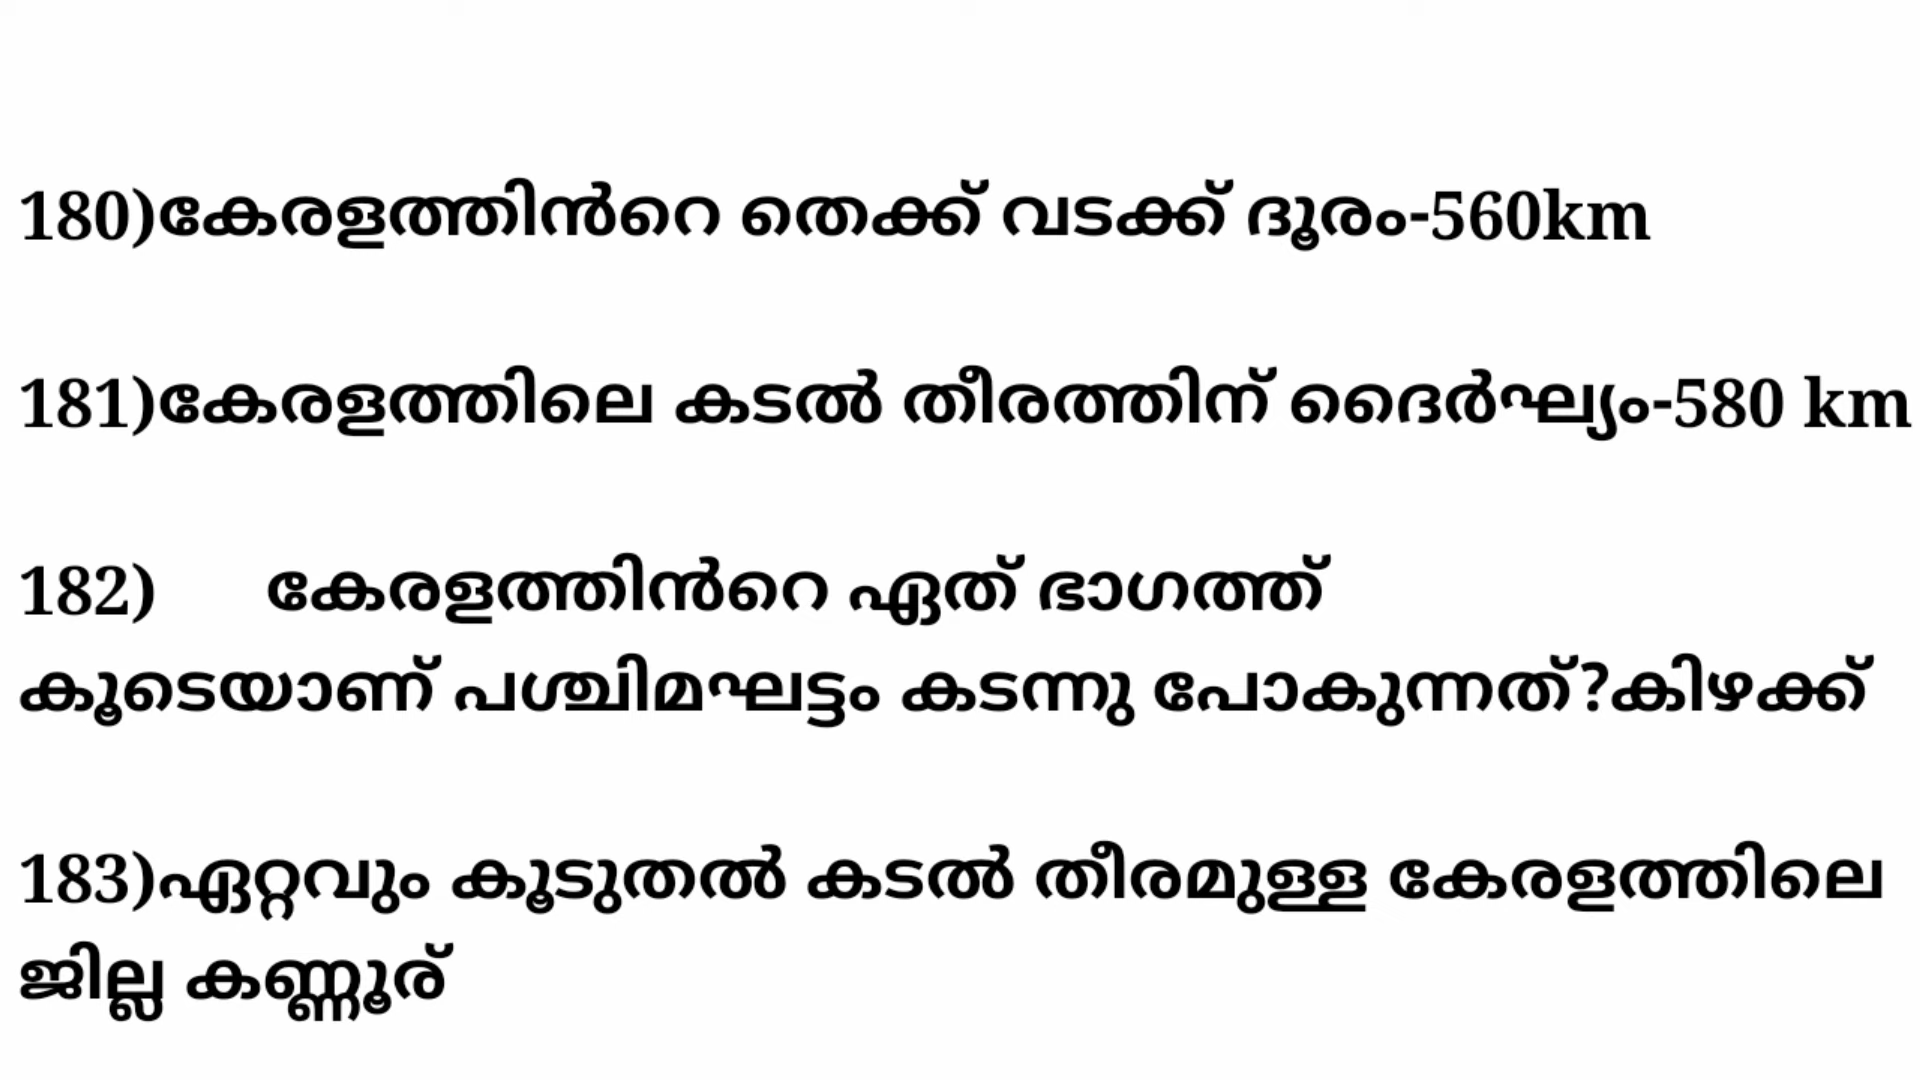 180)കേരളത്തിൻറെ തെക്ക് വടക്ക് ദൂരം-560km
181)കേരളത്തിലെ കടൽ തീരത്തിന് ദൈർഘ്യം-580 km
182) കേരളത്തിൻറെ ഏത് ഭാഗത്ത്
കൂടെയാണ് പശ്ചിമഘട്ടം കടന്നു പോകുന്നത്?കിഴക്ക്
183)ഏറ്റവും കൂടുതൽ കടൽ തീരമുള്ള കേരളത്തിലെ
ജില്ല കണ്ണൂര്